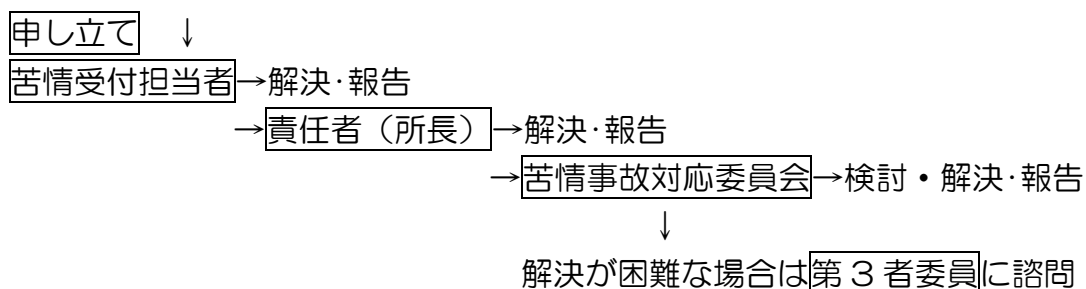 申し立て ↓
苦情受付担当者→解決・報告
→責任者（所長）→解決・報告
→苦情事故対応委員会→検討・解決・報告
↓
解決が困難な場合は第３者委員に諮問